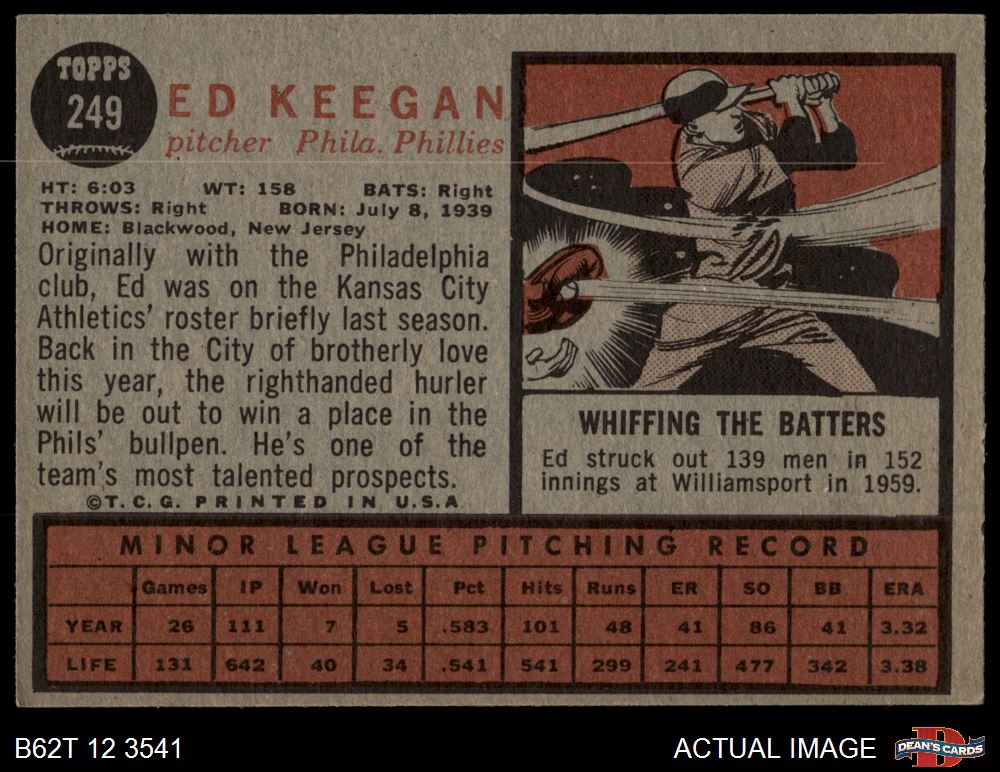 TOPPS
249
ED KEEGAN
pitcher Phila. Phillies
HT: 6:03 WT: 158 BATS: Right
THROWS: Right BORN: July 8, 1939
HOME: Blackwood, New Jersey
Originally with the Philadelphia
club, Ed was on the Kansas City
Athletics' roster briefly last season.
Back in the City of brotherly love
this year, the righthanded hurler
will be out to win a place in the
Phils' bullpen. He's one of the
team's most talented prospects.
©T.C.G. PRINTED IN U.S.A.
WHIFFING THE BATTERS
Ed struck out 139 men in 152
innings at Williamsport in 1959.
MINOR LEAGUE PITCHING RECORD
Games IP Won Lost Pct Hits Runs ER SO BB ERA
YEAR 26 111 7 5 .583 101 48 41 86 41 3.32
LIFE 131 642 40 34 .541 541 299 241 477 342 3.38
B62T 12 3541
ACTUAL IMAGE
D
DEAN'S CARDS